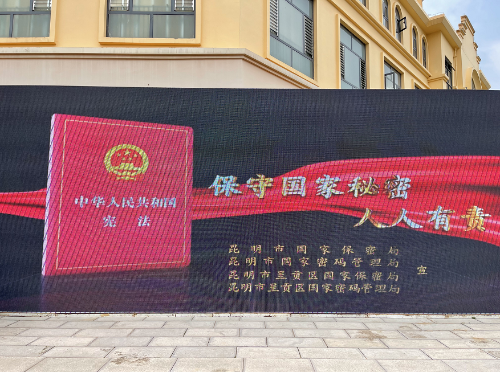 中华人民共和国
宪法
保守国家秘密
人人有责
昆明市国家保密局
昆明市国家密码管理局
昆明市呈贡区国家保密局
昆明市呈贡区国家密码管理局
宣